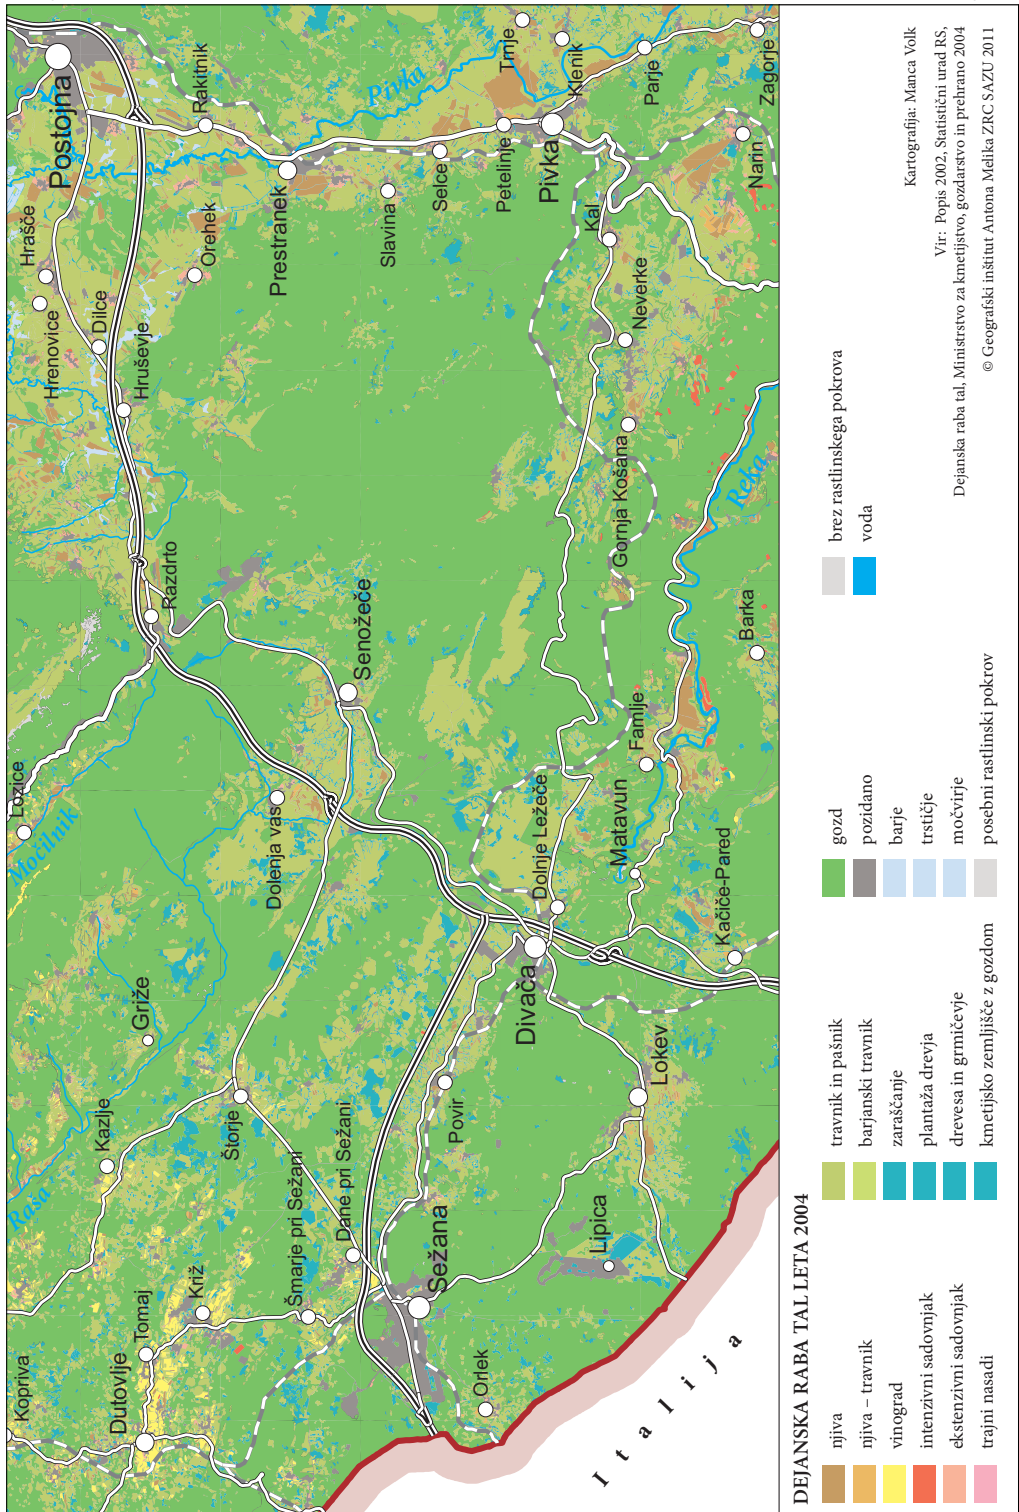 Kopriva
Dutovlje
Tomaj
Križ
Raša
Kazlje
Griže
Štorje
Šmarje pri Sežani
Dane pri Sežani
Sežana
Orlek
Povir
Lipica
Lokev
Divača
Italija
Lozice
Močilnik
Dolenja vas
Senožeče
Razdrto
Dolnje Ležeče
Matavun
Kačiče-Pared
Famlje
Barka
Gornja Košana
Reka
Neverke
Kal
Hruševje
Dilce
Hrenovice
Hrašče
Postojna
Orehek
Rakitnik
Prestranek
Pivka
Slavina
Selce
Petelinje
Pivka
Trnje
Klenik
Parje
Zagorje
Narin
DEJANSKA RABA TAL LETA 2004
njiva
njiva – travnik
vinograd
intenzivni sadovnjak
ekstenzivni sadovnjak
trajni nasadi
travnik in pašnik
barjanski travnik
zaraščanje
plantaža drevja
drevesa in grmičevje
kmetijsko zemljišče z gozdom
gozd
pozidano
barje
trstičje
močvirje
posebni rastlinski pokrov
brez rastlinskega pokrova
voda
Kartografija: Manca Volk
Vir: Popis 2002, Statistični urad RS,
Dejanska raba tal, Ministrstvo za kmetijstvo, gozdarstvo in prehrano 2004
© Geografski inštitut Antona Melika ZRC SAZU 2011